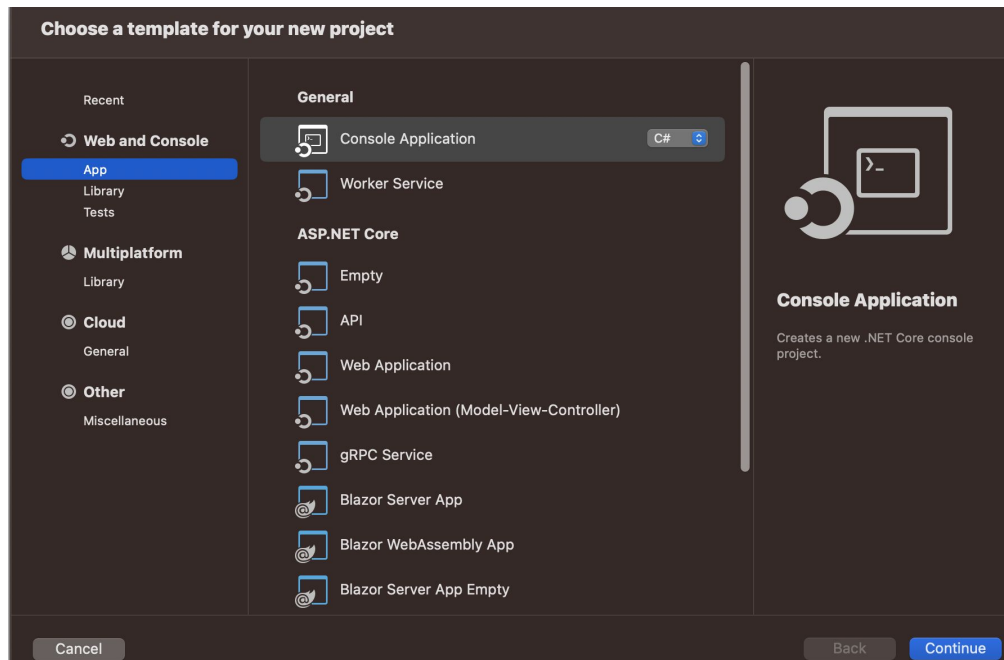 Choose a template for your new project
Recent
Web and Console
App
Library
Tests
Multiplatform
Library
Cloud
General
Other
Miscellaneous
General
Console Application
C#
Worker Service
ASP.NET Core
Empty
API
Web Application
Web Application (Model-View-Controller)
gRPC Service
Blazor Server App
Blazor WebAssembly App
Blazor Server App Empty
Console Application
Creates a new .NET Core console
project.
Cancel
Back
Continue